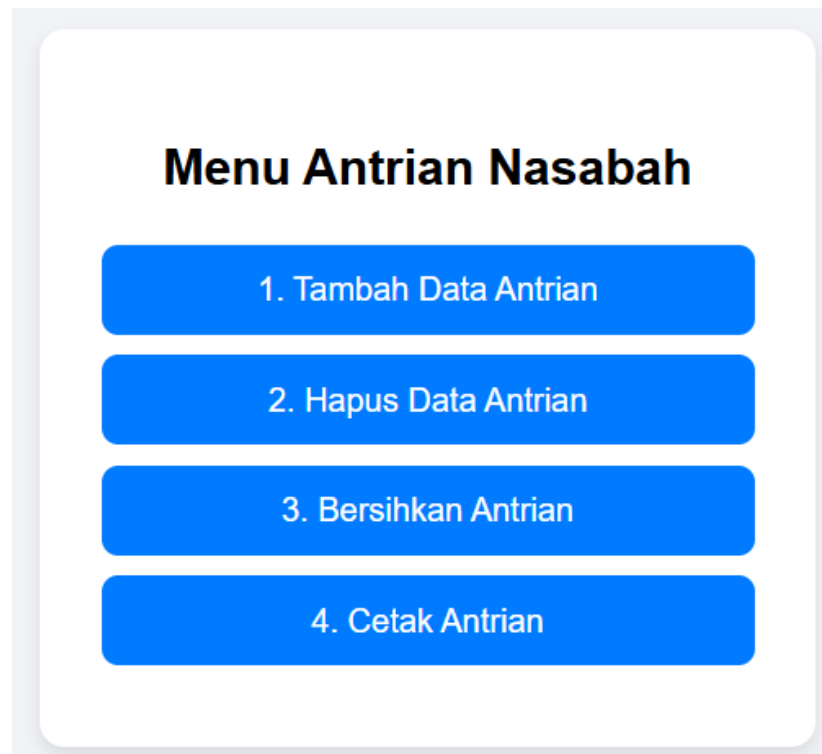 Menu Antrian Nasabah
1. Tambah Data Antrian
2. Hapus Data Antrian
3. Bersihkan Antrian
4. Cetak Antrian